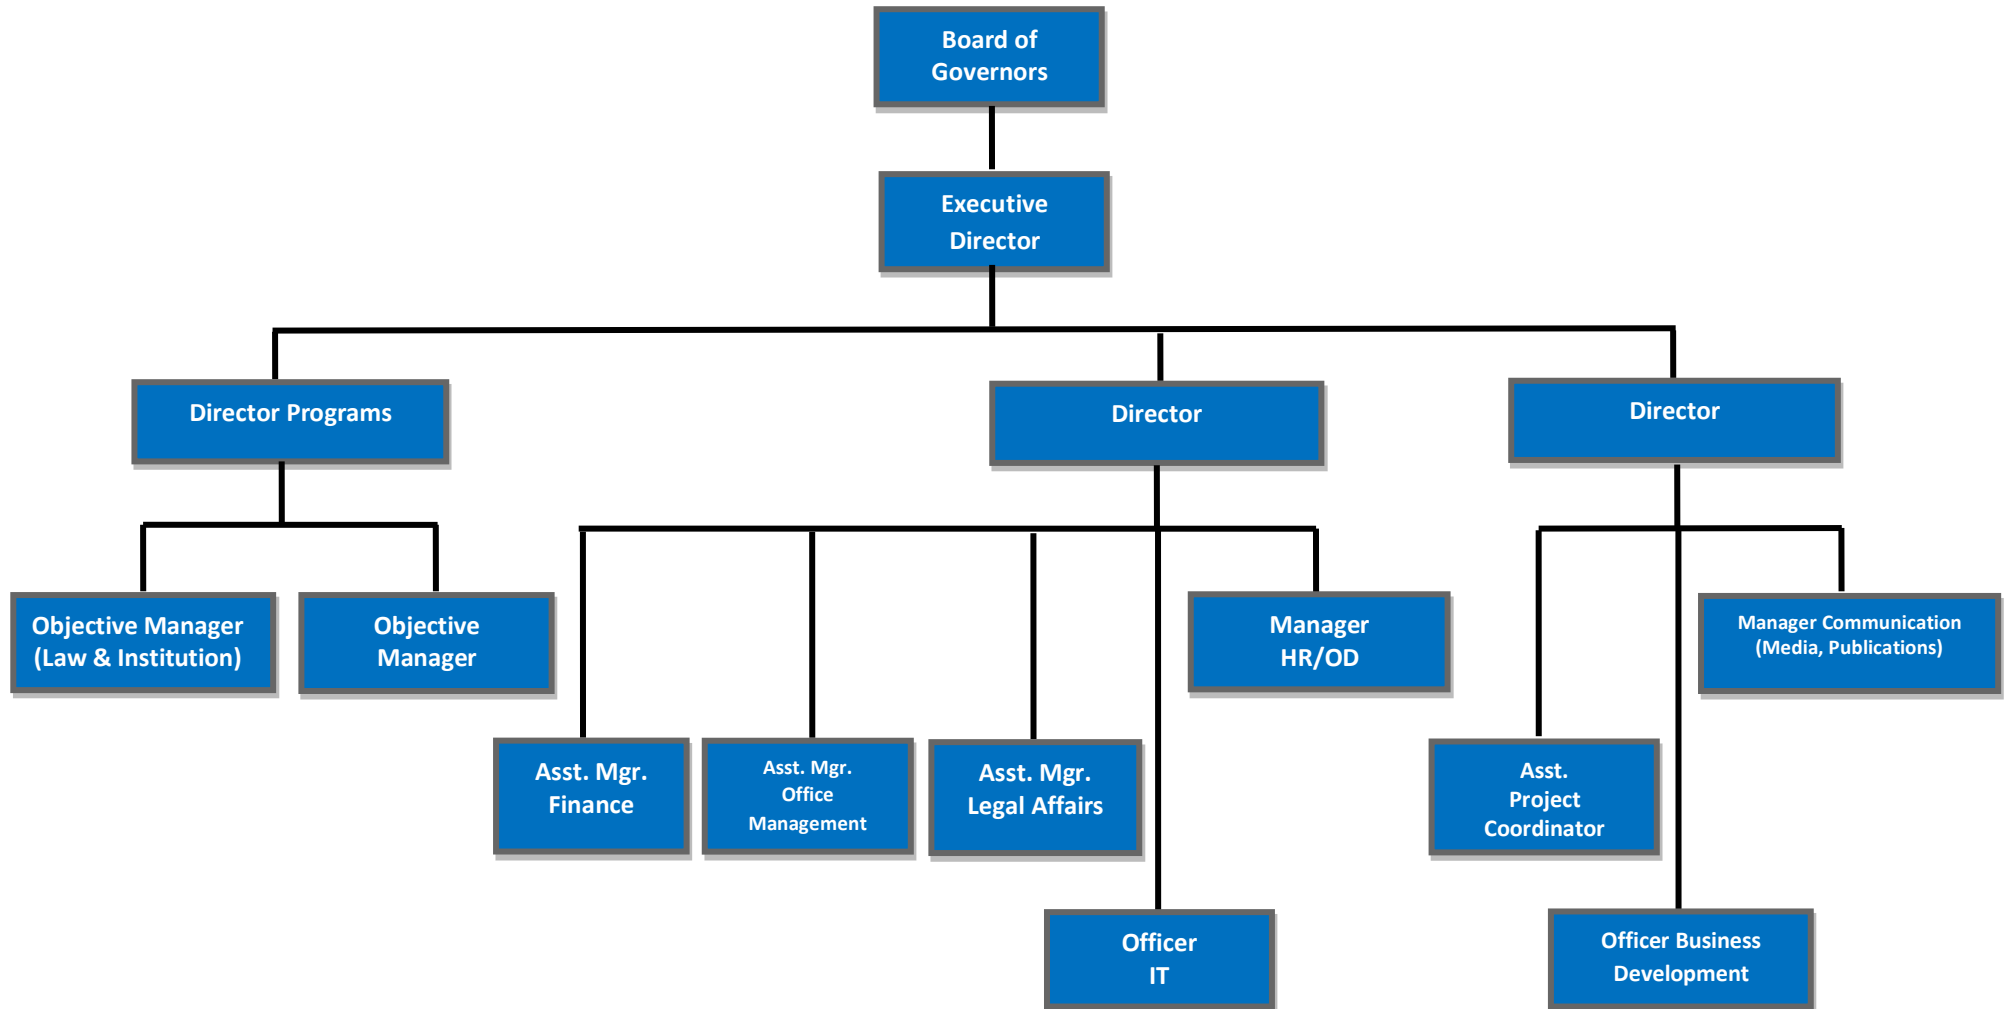 Board of
Governors
Executive
Director
Director Programs
Director
Director
Objective Manager
(Law & Institution)
Objective
Manager
Manager
HR/OD
Manager Communication
(Media, Publications)
Asst. Mgr.
Finance
Asst. Mgr.
Office
Management
Asst. Mgr.
Legal Affairs
Asst.
Project
Coordinator
Officer
IT
Officer Business
Development